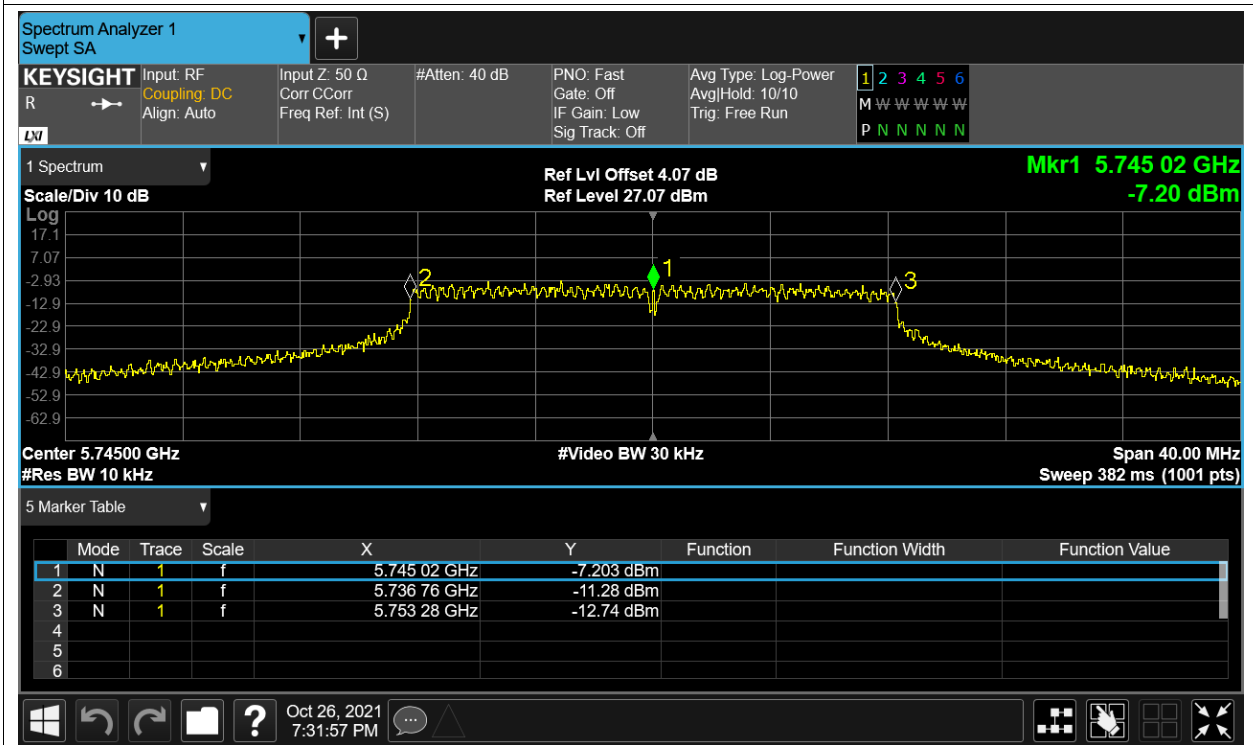 Spectrum Analyzer 1
Swept SA
KEYSIGHT Input: RF Input Z: 50 Ω #Atten: 40 dB PNO: Fast Avg Type: Log-Power 1 2 3 4 5 6
R Coupling: DC Corr CCorr Gate: Off Avg|Hold: 10/10 M W W W W W
Align: Auto Freq Ref: Int (S) IF Gain: Low Trig: Free Run
LXI Sig Track: Off P N N N N N
1 Spectrum Ref Lvl Offset 4.07 dB Mkr1 5.745 02 GHz
Scale/Div 10 dB Ref Level 27.07 dBm -7.20 dBm
Log
17.1
7.07
-2.93
-12.9
-22.9
-32.9
-42.9
-52.9
-62.9
2 1 3
Center 5.74500 GHz #Video BW 30 kHz Span 40.00 MHz
#Res BW 10 kHz Sweep 382 ms (1001 pts)
5 Marker Table
Mode Trace Scale X Y Function Function Width Function Value
1 N 1 f 5.745 02 GHz -7.203 dBm
2 N 1 f 5.736 76 GHz -11.28 dBm
3 N 1 f 5.753 28 GHz -12.74 dBm
4
5
6
? Oct 26, 2021
7:31:57 PM